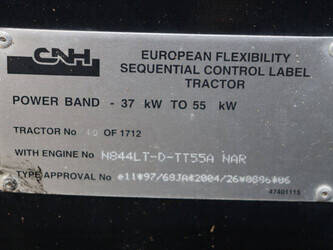 CNH
EUROPEAN FLEXIBILITY
SEQUENTIAL CONTROL LABEL
TRACTOR
POWER BAND - 37 kW TO 55 kW
TRACTOR No OF 1712
WITH ENGINE No N844LT-D-TT55A NAR
TYPE APPROVAL No e11*97/68JA*2004/26*0896*06
47401115